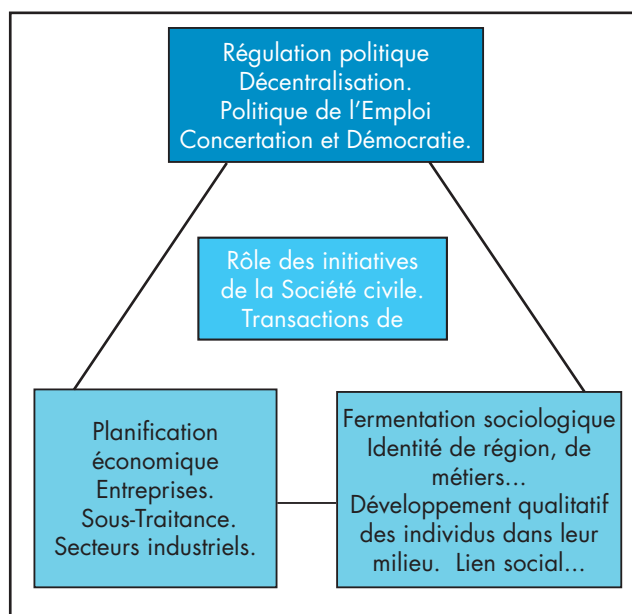 Régulation politique
Décentralisation.
Politique de l’Emploi
Concertation et Démocratie.
Rôle des initiatives
de la Société civile.
Transactions de
Planification
économique
Entreprises.
Sous-Traitance.
Secteurs industriels.
Fermentation sociologique
Identité de région, de
métiers...
Développement qualitatif
des individus dans leur
milieu. Lien social...